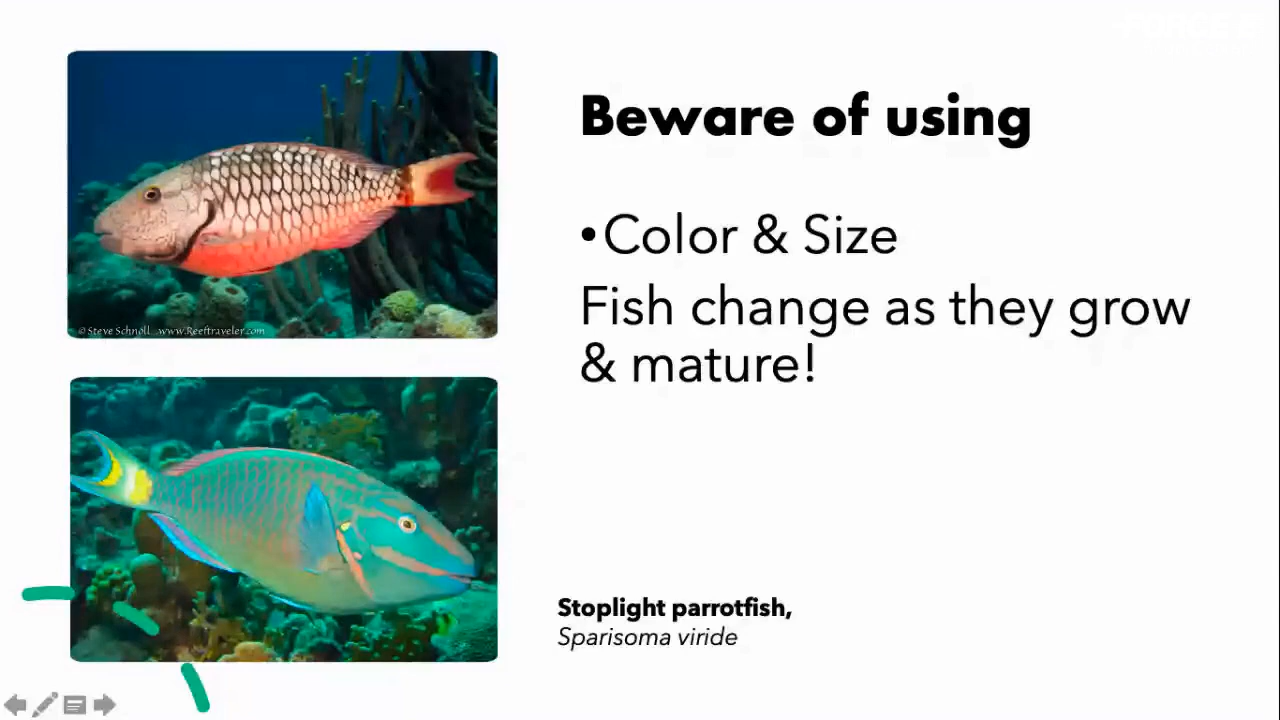 Beware of using
•Color & Size
Fish change as they grow
& mature!
© Steve Schnoll www.Reeftraveler.com
Stoplight parrotfish,
Sparisoma viride